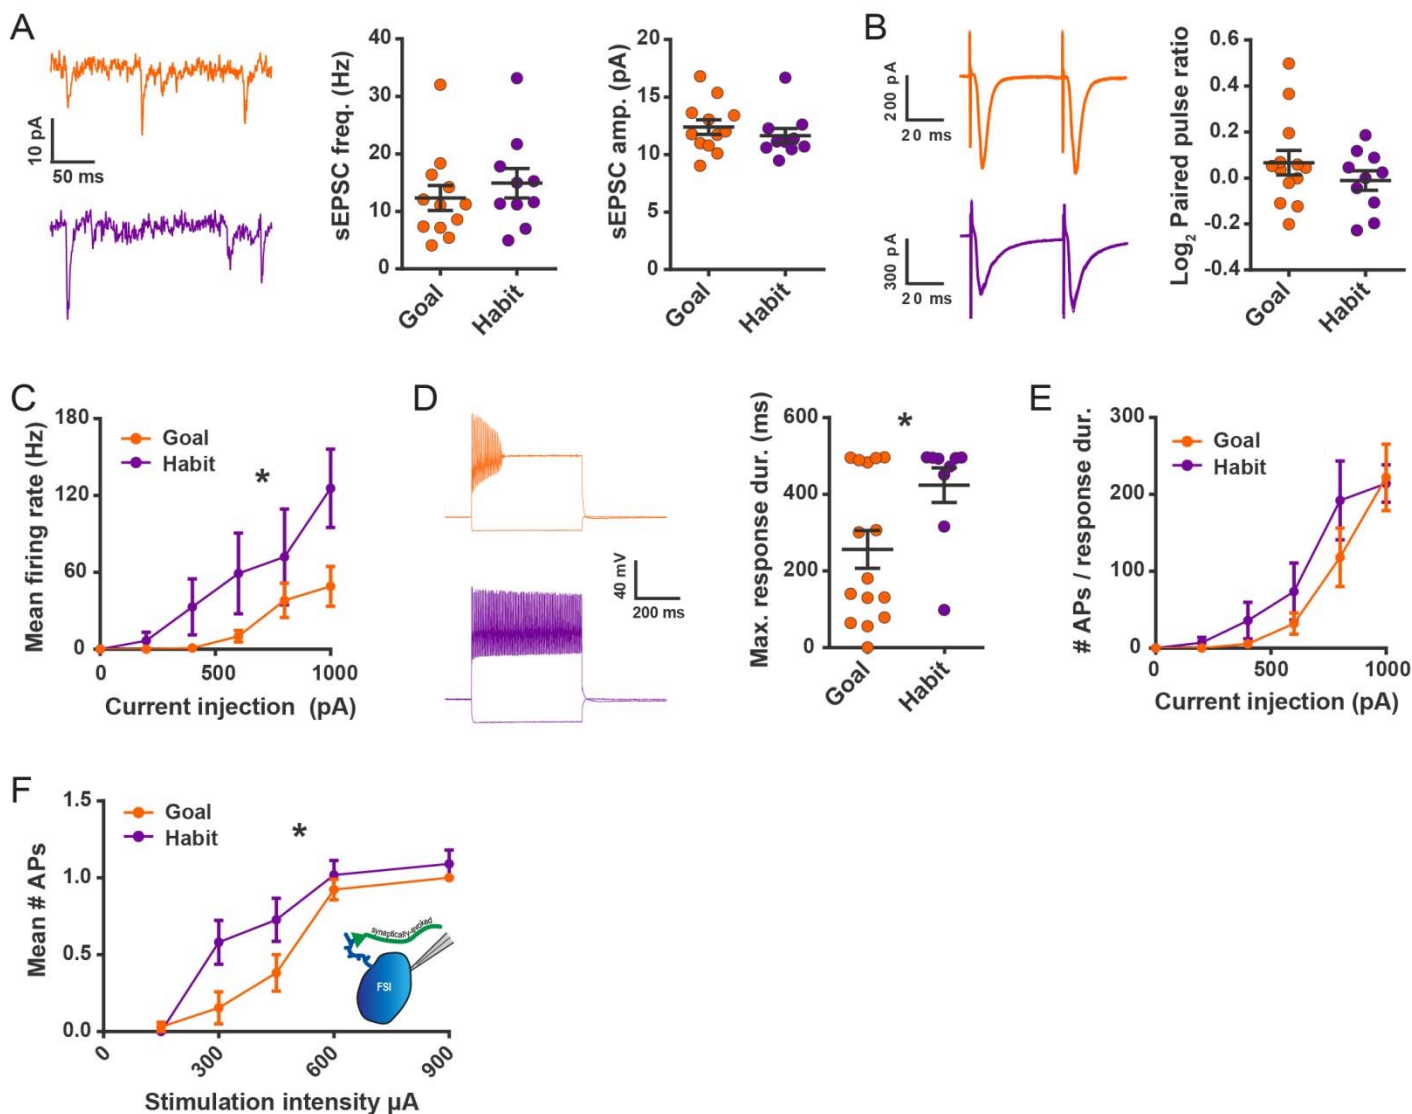 A
10 pA
50 ms
sEPSC freq. (Hz)
40
30
20
10
0
Goal
Habit
sEPSC amp. (pA)
20
15
10
5
0
Goal
Habit
B
200 pA
20 ms
300 pA
20 ms
Log2 Paired pulse ratio
0.6
0.4
0.2
0.0
-0.2
-0.4
Goal
Habit
C
Mean firing rate (Hz)
180
120
60
0
Goal
Habit
*
0
500
1000
Current injection (pA)
D
40 mV
200 ms
Max. response dur. (ms)
600
400
200
0
*
Goal
Habit
E
# APs / response dur.
300
200
100
0
Goal
Habit
0
500
1000
Current injection (pA)
F
Mean # APs
1.5
1.0
0.5
0.0
Goal
Habit
*
synaptically-evoked
FSI
0
300
600
900
Stimulation intensity µA